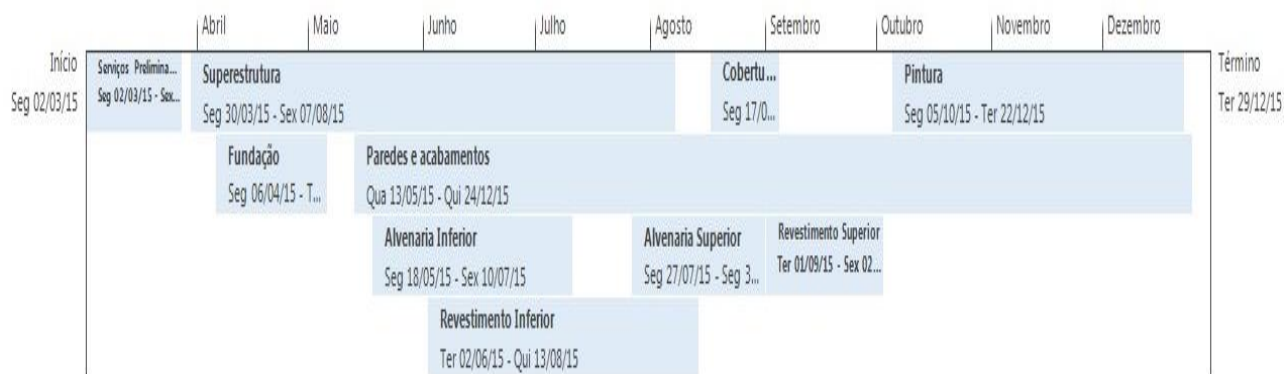 Abril Maio Junho Julho Agosto Setembro Outubro Novembro Dezembro
Início
Seg 02/03/15
Serviços Prelimina...
Seg 02/03/15 - Sex...
Superestrutura
Seg 30/03/15 - Sex 07/08/15
Cobertu...
Seg 17/0...
Pintura
Seg 05/10/15 - Ter 22/12/15
Término
Ter 29/12/15
Fundação
Seg 06/04/15 - T...
Paredes e acabamentos
Qua 13/05/15 - Qui 24/12/15
Alvenaria Inferior
Seg 18/05/15 - Sex 10/07/15
Alvenaria Superior
Seg 27/07/15 - Seg 3...
Revestimento Superior
Ter 01/09/15 - Sex 02...
Revestimento Inferior
Ter 02/06/15 - Qui 13/08/15